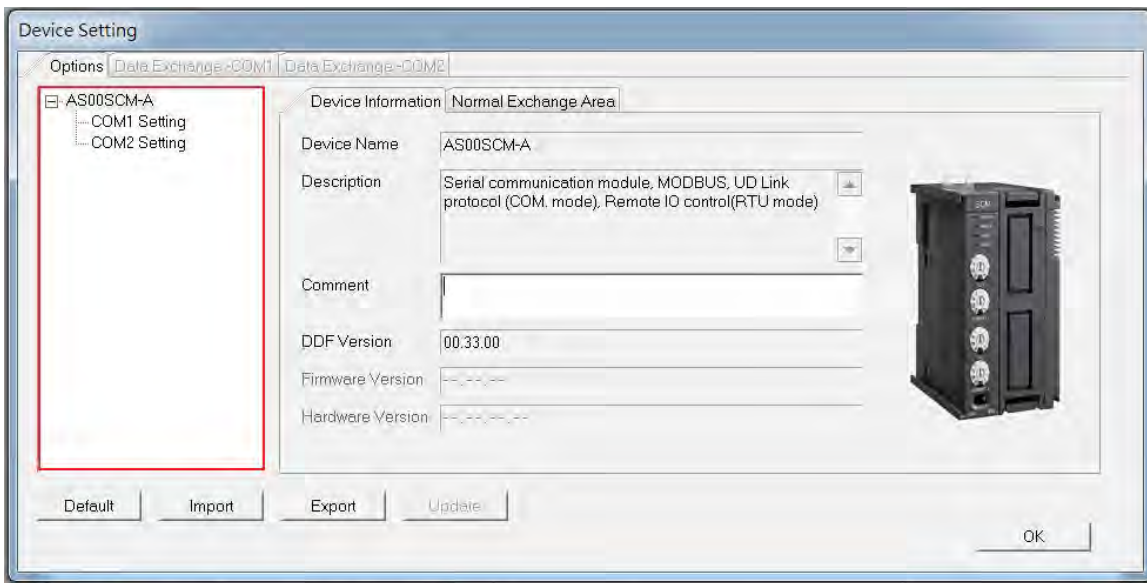 Device Setting
Options Data Exchange -COM1 Data Exchange -COM2
AS00SCM-A
COM1 Setting
COM2 Setting
Device Information Normal Exchange Area
Device Name AS00SCM-A
Description Serial communication module, MODBUS, UD Link
protocol (COM. mode), Remote IO control(RTU mode)
Comment
DDF Version 00.33.00
Firmware Version --.--.--
Hardware Version --.--.--.--
SCM
Default Import Export Update
OK